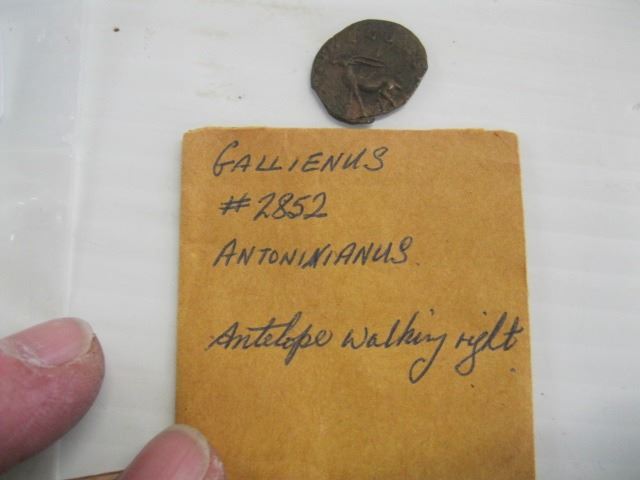 GALLIENUS
#2852
ANTONINIANUS.
Antelope walking right.